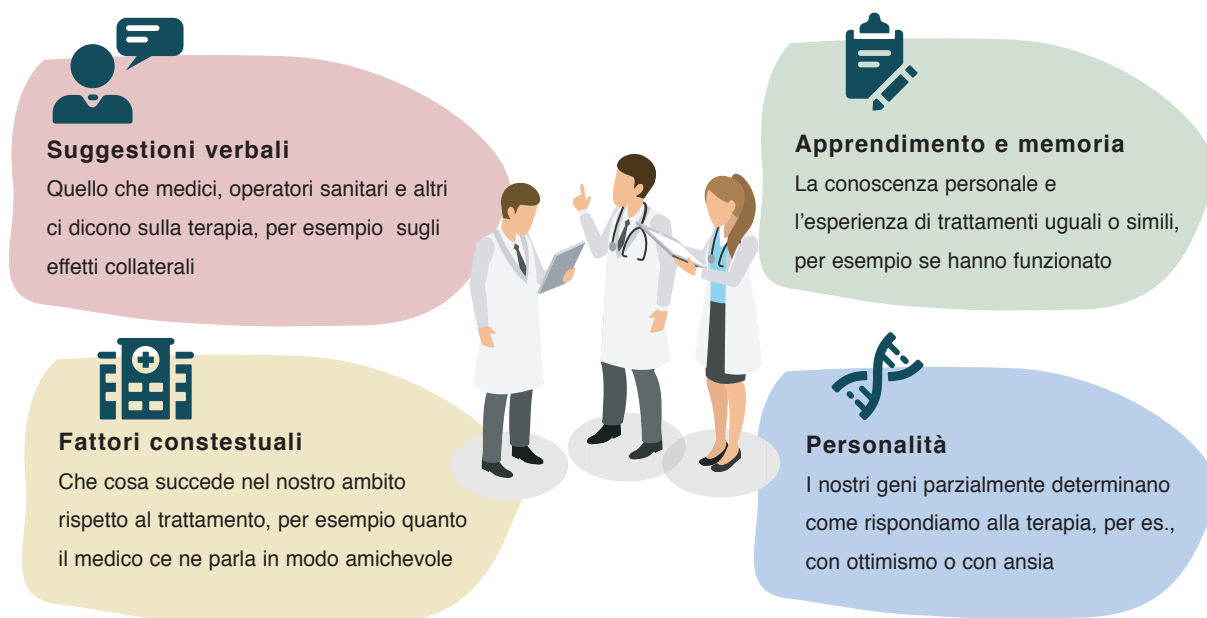 Suggestioni verbali
Quello che medici, operatori sanitari e altri
ci dicono sulla terapia, per esempio sugli
effetti collaterali
Apprendimento e memoria
La conoscenza personale e
l'esperienza di trattamenti uguali o simili,
per esempio se hanno funzionato
Fattori constestuali
Che cosa succede nel nostro ambito
rispetto al trattamento, per esempio quanto
il medico ce ne parla in modo amichevole
Personalità
I nostri geni parzialmente determinano
come rispondiamo alla terapia, per es.,
con ottimismo o con ansia